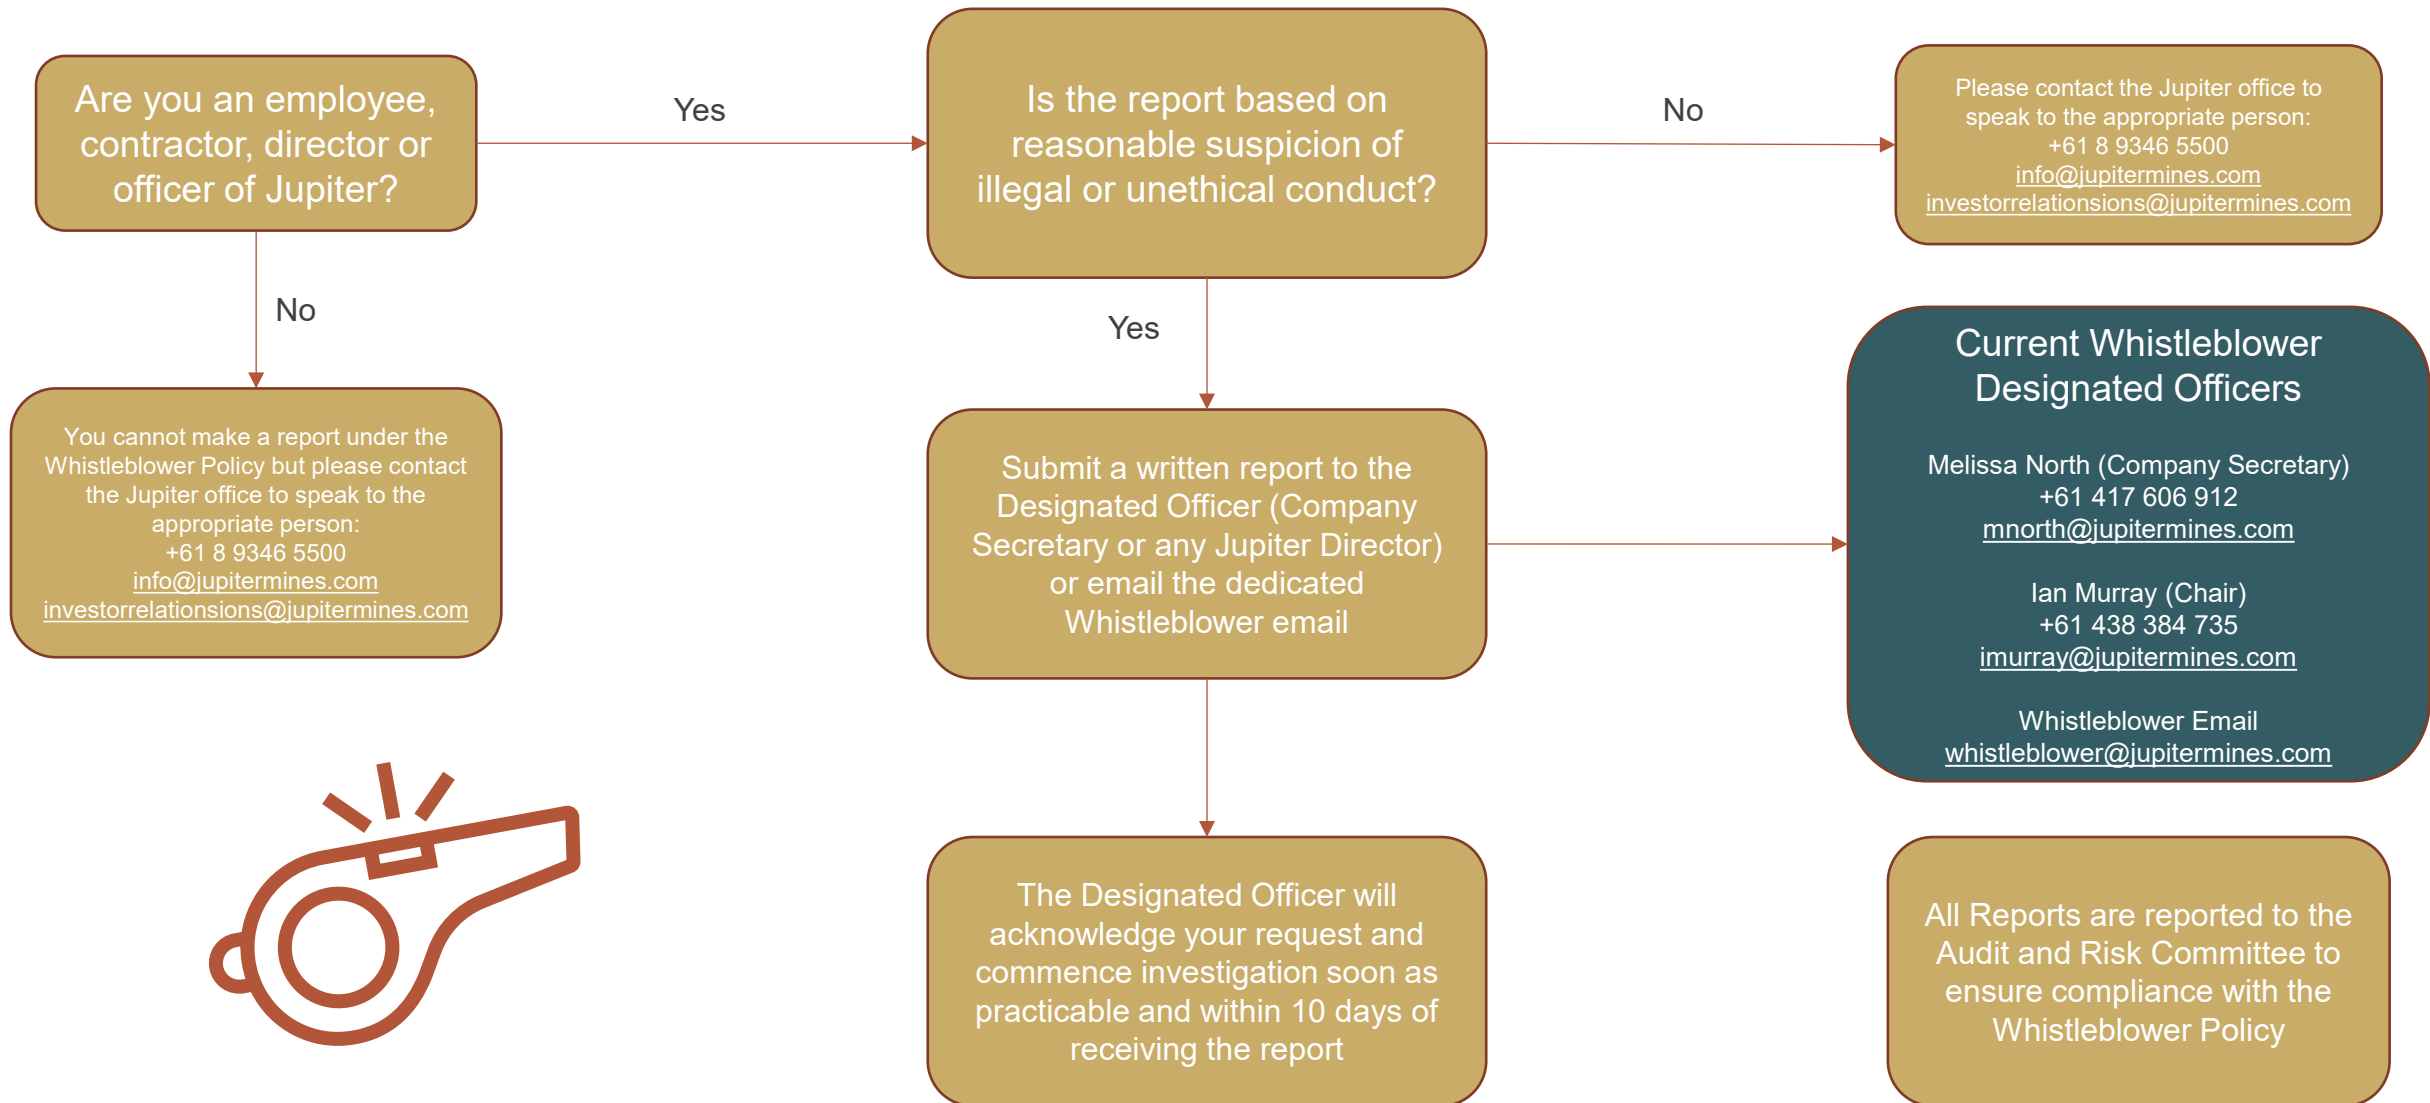 Are you an employee,
contractor, director or
officer of Jupiter?
Yes
Is the report based on
reasonable suspicion of
illegal or unethical conduct?
No
Please contact the Jupiter office to
speak to the appropriate person:
+61 8 9346 5500
info@jupitermines.com
investorrelationsions@jupitermines.com
No
You cannot make a report under the
Whistleblower Policy but please contact
the Jupiter office to speak to the
appropriate person:
+61 8 9346 5500
info@jupitermines.com
investorrelationsions@jupitermines.com
Yes
Submit a written report to the
Designated Officer (Company
Secretary or any Jupiter Director)
or email the dedicated
Whistleblower email
Current Whistleblower
Designated Officers
Melissa North (Company Secretary)
+61 417 606 912
mnorth@jupitermines.com
Ian Murray (Chair)
+61 438 384 735
imurray@jupitermines.com
Whistleblower Email
whistleblower@jupitermines.com
The Designated Officer will
acknowledge your request and
commence investigation soon as
practicable and within 10 days of
receiving the report
All Reports are reported to the
Audit and Risk Committee to
ensure compliance with the
Whistleblower Policy